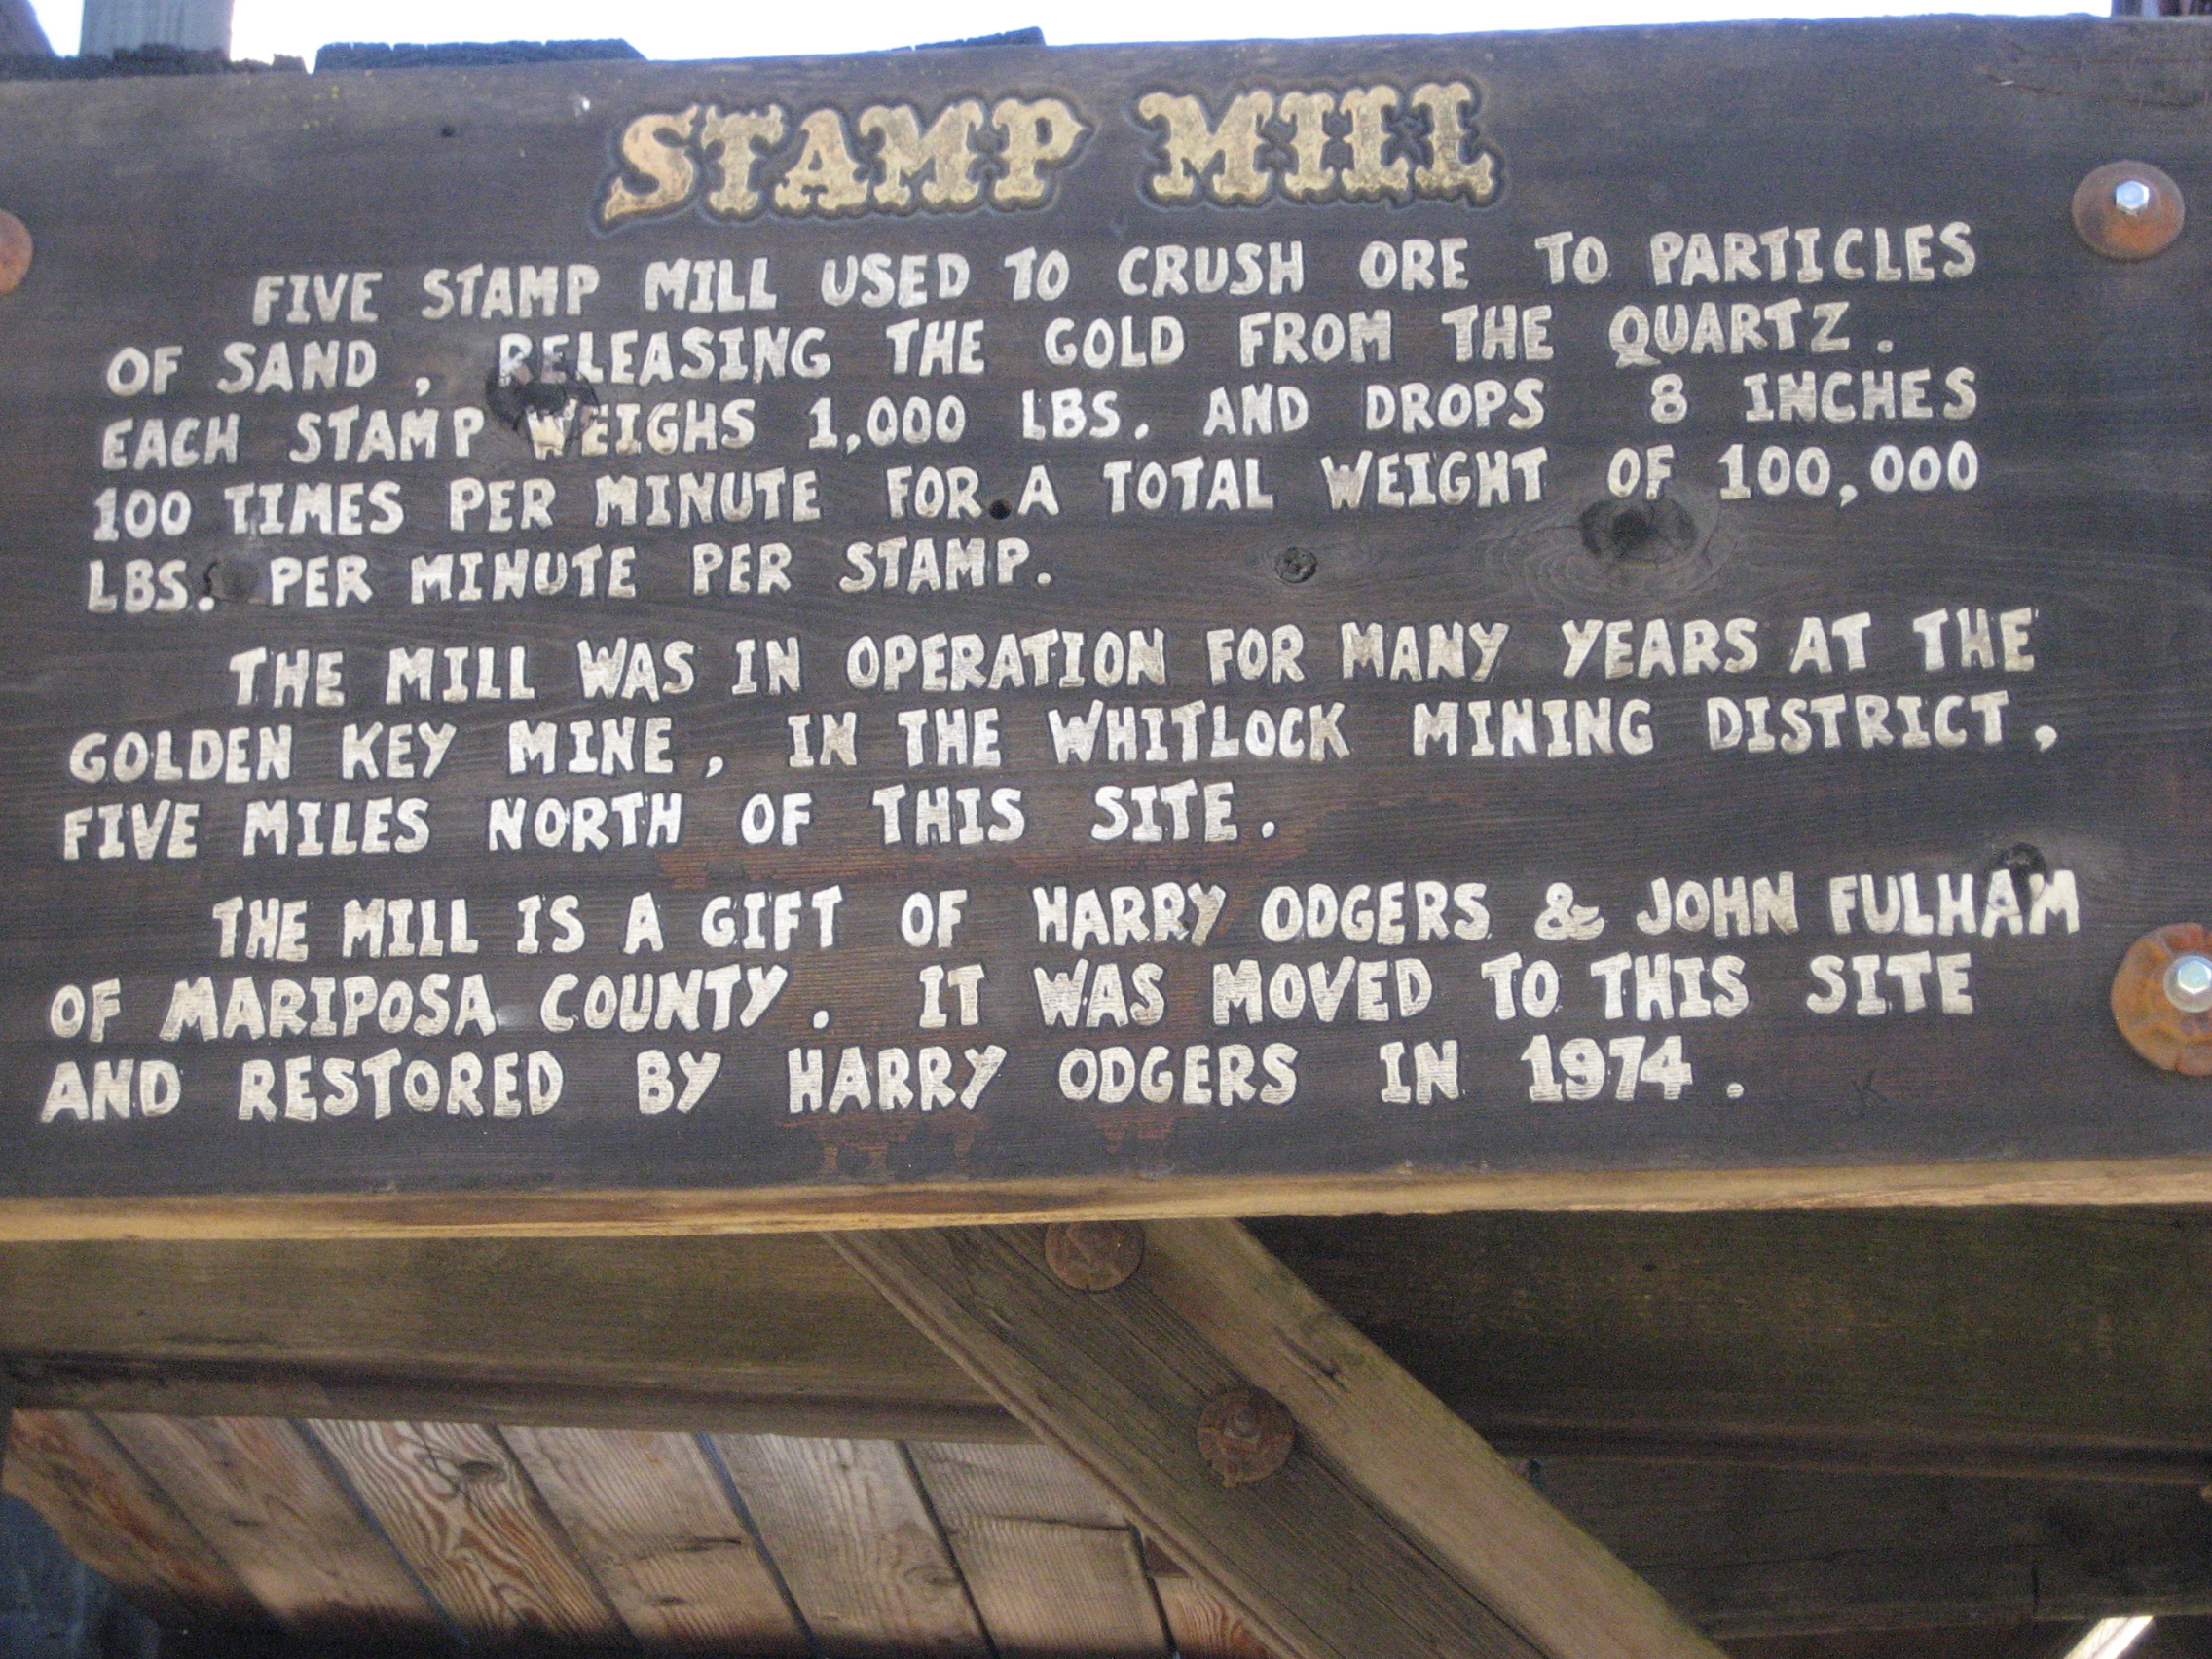 STAMP MILL
FIVE STAMP MILL USED TO CRUSH ORE TO PARTICLES
OF SAND, RELEASING THE GOLD FROM THE QUARTZ.
EACH STAMP WEIGHS 1,000 LBS. AND DROPS 8 INCHES
100 TIMES PER MINUTE FOR A TOTAL WEIGHT OF 100,000
LBS. PER MINUTE PER STAMP.
THE MILL WAS IN OPERATION FOR MANY YEARS AT THE
GOLDEN KEY MINE, IN THE WHITLOCK MINING DISTRICT,
FIVE MILES NORTH OF THIS SITE.
THE MILL IS A GIFT OF HARRY ODGERS & JOHN FULHAM
OF MARIPOSA COUNTY. IT WAS MOVED TO THIS SITE
AND RESTORED BY HARRY ODGERS IN 1974.